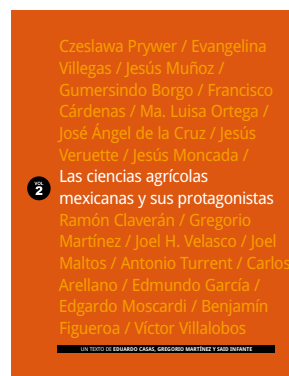 Czeslawa Prywer / Evangelina
Villegas / Jesús Muñoz /
Gumersindo Borgo / Francisco
Cárdenas / Ma. Luisa Ortega /
José Ángel de la Cruz / Jesús
Veruette / Jesús Moncada /
Las ciencias agrícolas
VOL
2
mexicanas y sus protagonistas
Ramón Claverán / Gregorio
Martínez / Joel H. Velasco / Joel
Maltos / Antonio Turrent / Carlos
Arellano / Edmundo García /
Edgardo Moscardi / Benjamín
Figueroa / Víctor Villalobos
UN TEXTO DE EDUARDO CASAS, GREGORIO MARTÍNEZ Y SAID INFANTE